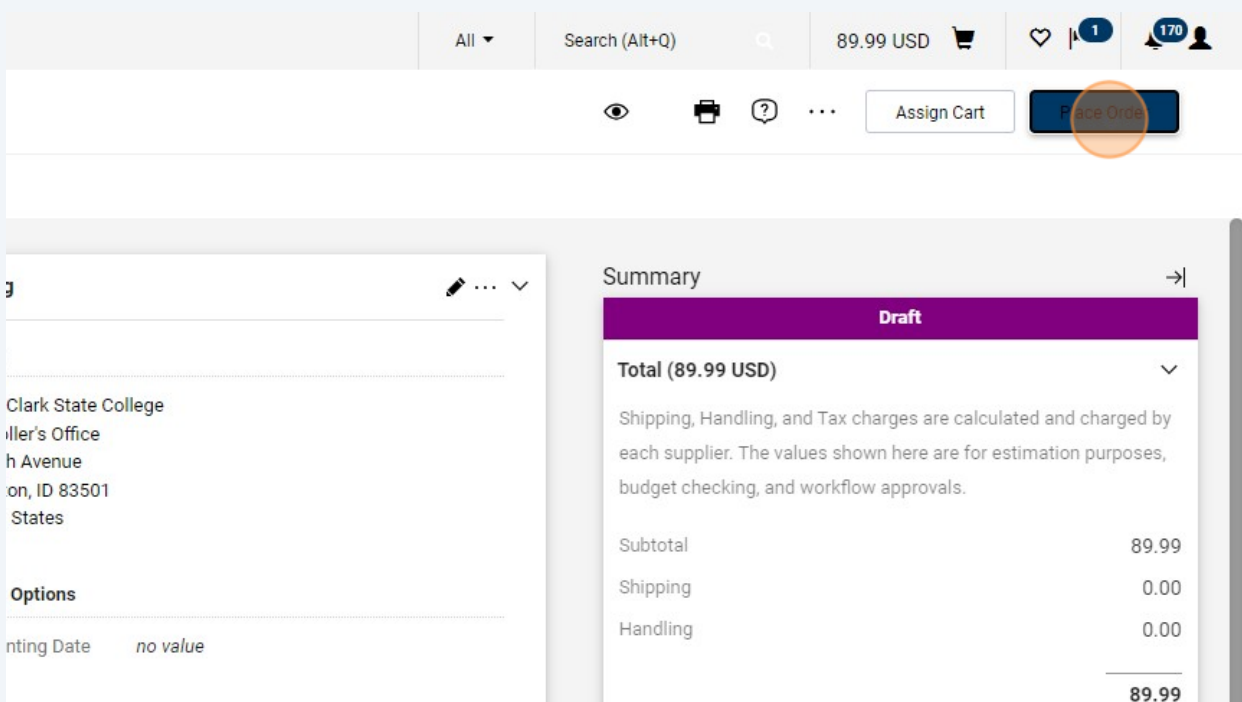 All Search (Alt+Q) 89.99 USD 1 170
Assign Cart Place Order
g
Clark State College
ller's Office
h Avenue
on, ID 83501
States
Options
nting Date no value
Summary
Draft
Total (89.99 USD)
Shipping, Handling, and Tax charges are calculated and charged by
each supplier. The values shown here are for estimation purposes,
budget checking, and workflow approvals.
Subtotal 89.99
Shipping 0.00
Handling 0.00
89.99